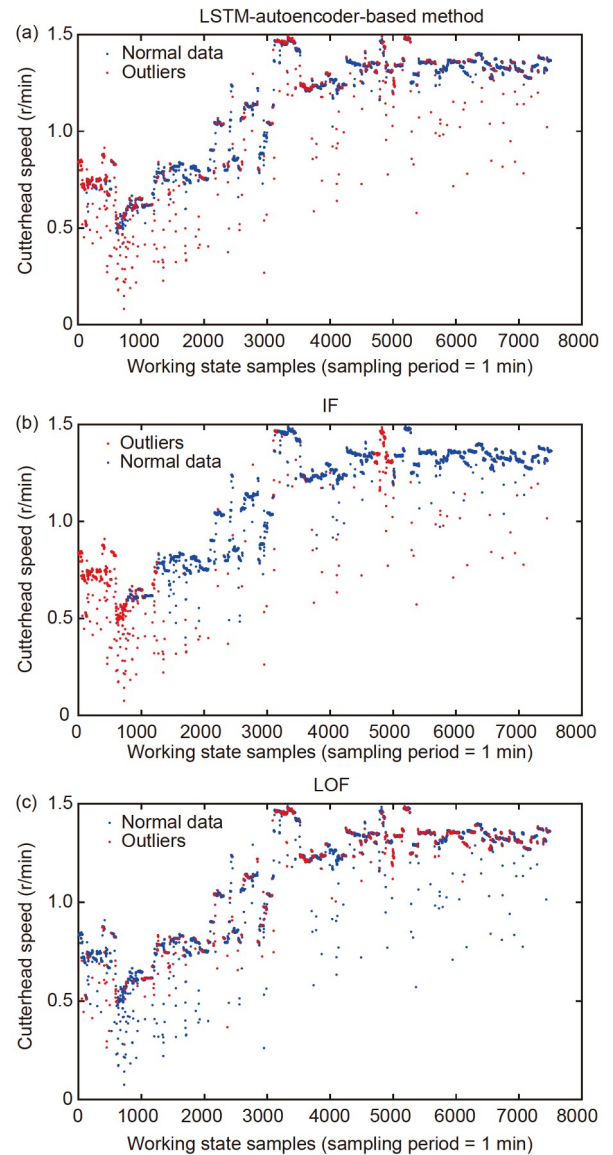 LSTM-autoencoder-based method
(a)
1.5
Normal data
Outliers
1.0
0.5
0
Cutterhead speed (r/min)
0 1000 2000 3000 4000 5000 6000 7000 8000
Working state samples (sampling period = 1 min)
IF
(b)
1.5
Outliers
Normal data
1.0
0.5
0
Cutterhead speed (r/min)
0 1000 2000 3000 4000 5000 6000 7000 8000
Working state samples (sampling period = 1 min)
LOF
(c)
1.5
Normal data
Outliers
1.0
0.5
0
Cutterhead speed (r/min)
0 1000 2000 3000 4000 5000 6000 7000 8000
Working state samples (sampling period = 1 min)